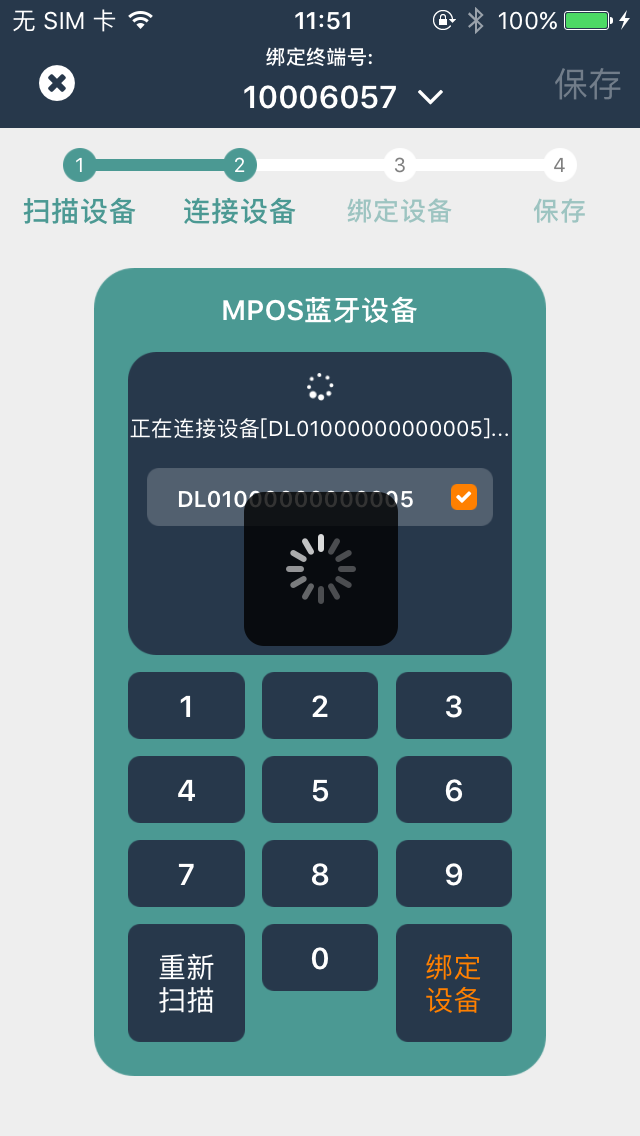 无 SIM 卡 11:51 100%
绑定终端号:
10006057
保存
1 2 3 4
扫描设备 连接设备 绑定设备 保存
MPOS蓝牙设备
正在连接设备[DL01000000000005]...
DL01000000000005
1 2 3
4 5 6
7 8 9
重新 0 绑定
扫描 设备